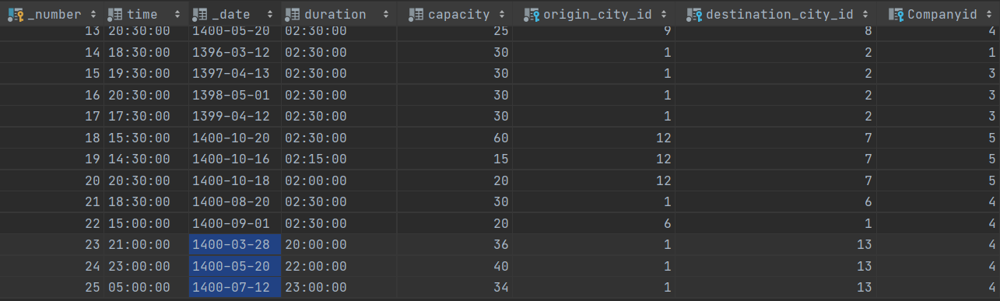 _number time _date duration capacity origin_city_id destination_city_id Companyid
13 20:30:00 1400-05-20 02:30:00 25 9 8 4
14 18:30:00 1396-03-12 02:30:00 30 1 2 1
15 19:30:00 1397-04-13 02:30:00 30 1 2 3
16 20:30:00 1398-05-01 02:30:00 30 1 2 3
17 17:30:00 1399-04-12 02:30:00 30 1 2 3
18 15:30:00 1400-10-20 02:30:00 60 12 7 5
19 14:30:00 1400-10-16 02:15:00 15 12 7 5
20 20:30:00 1400-10-18 02:00:00 20 12 7 5
21 18:30:00 1400-08-20 02:30:00 30 1 6 4
22 15:00:00 1400-09-01 02:30:00 20 6 1 4
23 21:00:00 1400-03-28 20:00:00 36 1 13 4
24 23:00:00 1400-05-20 22:00:00 40 1 13 4
25 05:00:00 1400-07-12 23:00:00 34 1 13 4